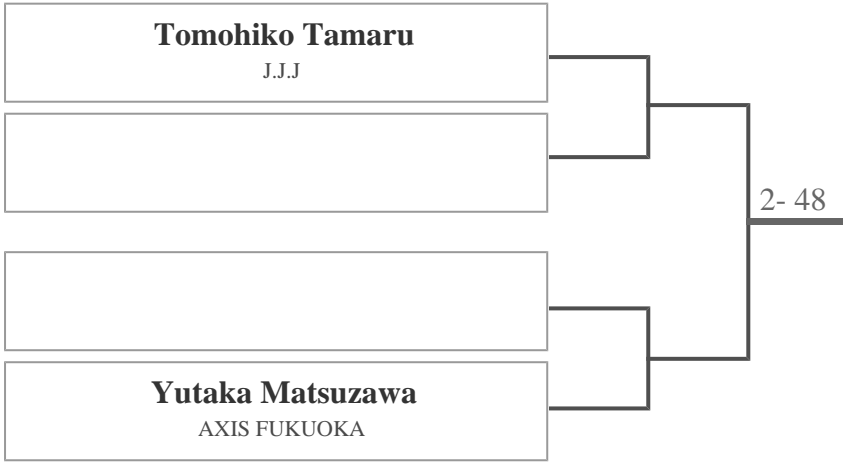 Tomohiko Tamaru
J.J.J
2- 48
Yutaka Matsuzawa
AXIS FUKUOKA